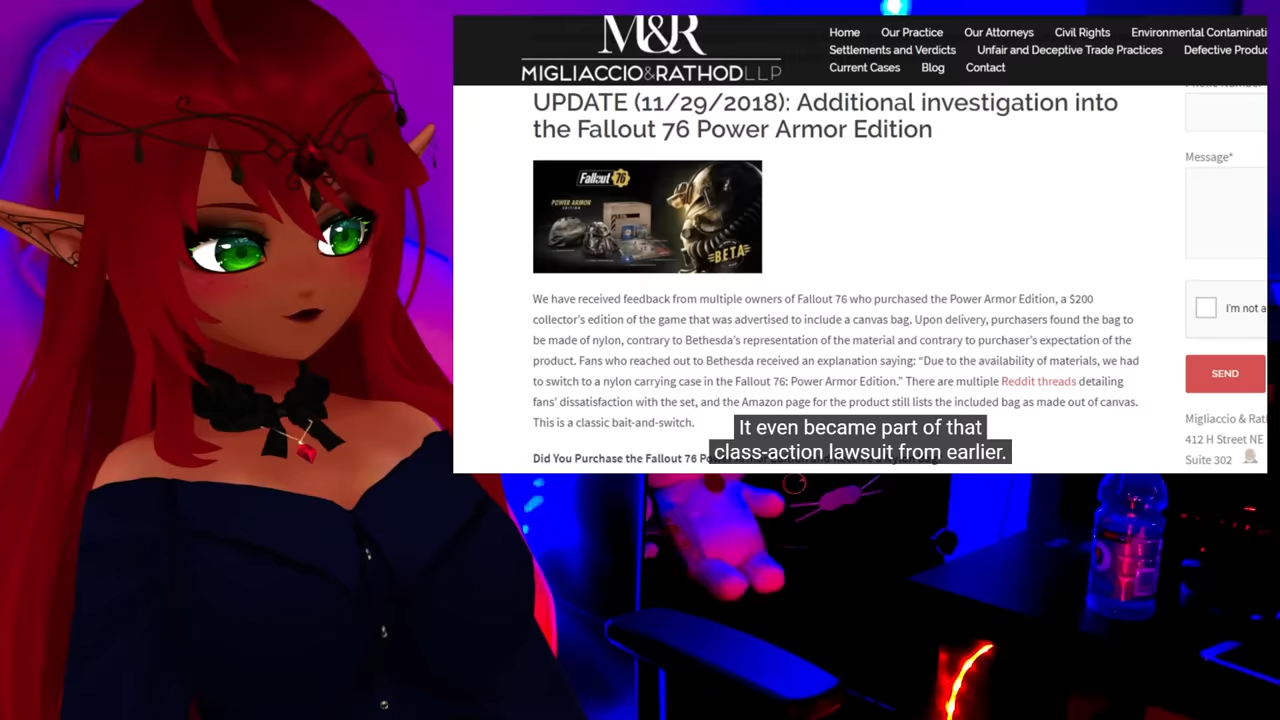 M&R
MIGLIACCIO&RATHODLLP
Home Our Practice Our Attorneys Civil Rights Environmental Contaminati
Settlements and Verdicts Unfair and Deceptive Trade Practices Defective Produc
Current Cases Blog Contact
UPDATE (11/29/2018): Additional investigation into
the Fallout 76 Power Armor Edition
Fallout 76
POWER ARMOR
EDITION
B.E.T.A.
Message*
We have received feedback from multiple owners of Fallout 76 who purchased the Power Armor Edition, a $200
collector's edition of the game that was advertised to include a canvas bag. Upon delivery, purchasers found the bag to
be made of nylon, contrary to Bethesda's representation of the material and contrary to purchaser's expectation of the
product. Fans who reached out to Bethesda received an explanation saying: “Due to the availability of materials, we had
to switch to a nylon carrying case in the Fallout 76: Power Armor Edition.” There are multiple Reddit threads detailing
fans' dissatisfaction with the set, and the Amazon page for the product still lists the included bag as made out of canvas.
This is a classic bait-and-switch.
Did You Purchase the Fallout 76 Po
I'm not a
SEND
Migliaccio & Rat
412 H Street NE
Suite 302
It even became part of that
class-action lawsuit from earlier.